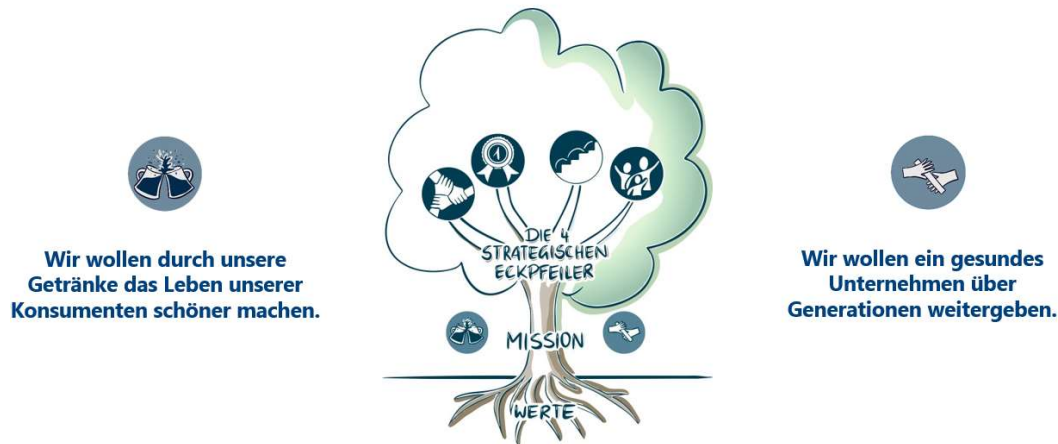 Wir wollen durch unsere
Getränke das Leben unserer
Konsumenten schöner machen.
1
DIE 4
STRATEGISCHEN
ECKPFEILER
MISSION
WERTE
Wir wollen ein gesundes
Unternehmen über
Generationen weitergeben.